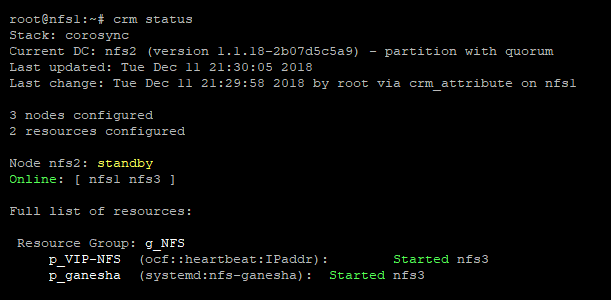 root@nfs1:~# crm status
Stack: corosync
Current DC: nfs2 (version 1.1.18-2b07d5c5a9) - partition with quorum
Last updated: Tue Dec 11 21:30:05 2018
Last change: Tue Dec 11 21:29:58 2018 by root via crm_attribute on nfs1
3 nodes configured
2 resources configured
Node nfs2: standby
Online: [ nfs1 nfs3 ]
Full list of resources:
Resource Group: g_NFS
p_VIP-NFS (ocf::heartbeat:IPaddr): Started nfs3
p_ganesha (systemd:nfs-ganesha): Started nfs3